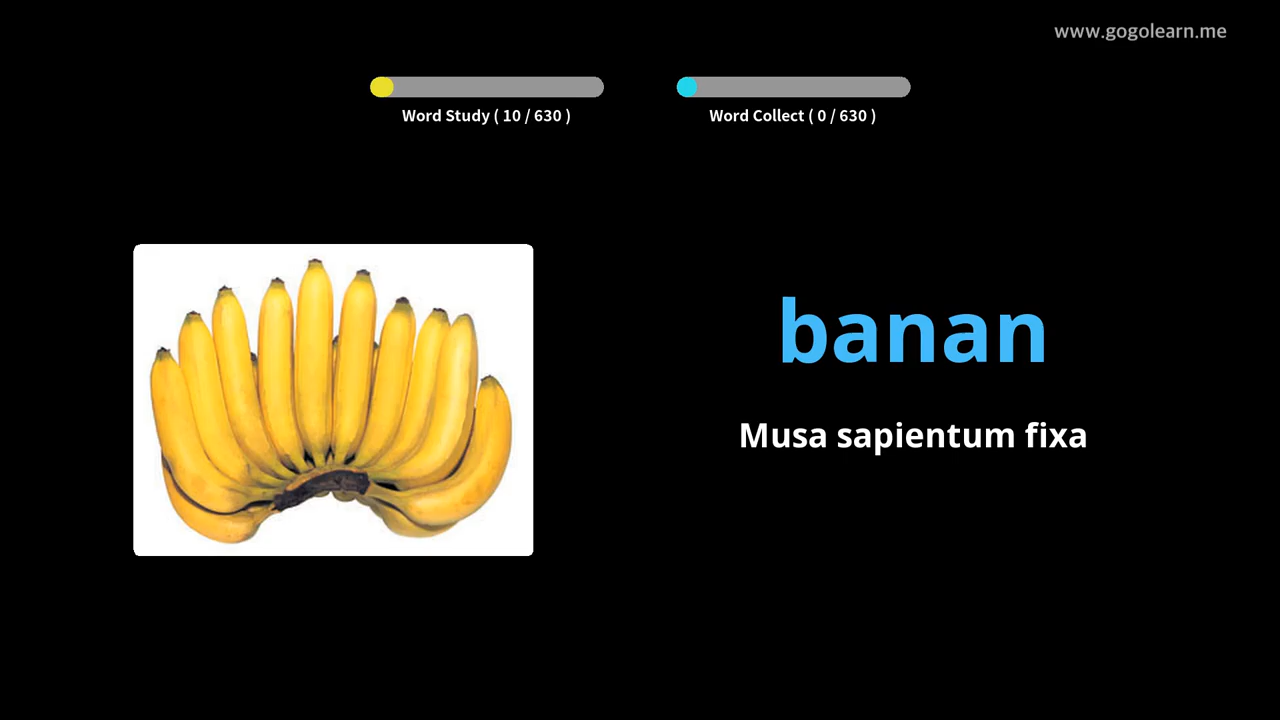 www.gogolearn.me
Word Study ( 10 / 630 )
Word Collect ( 0 / 630 )
banan
Musa sapientum fixa